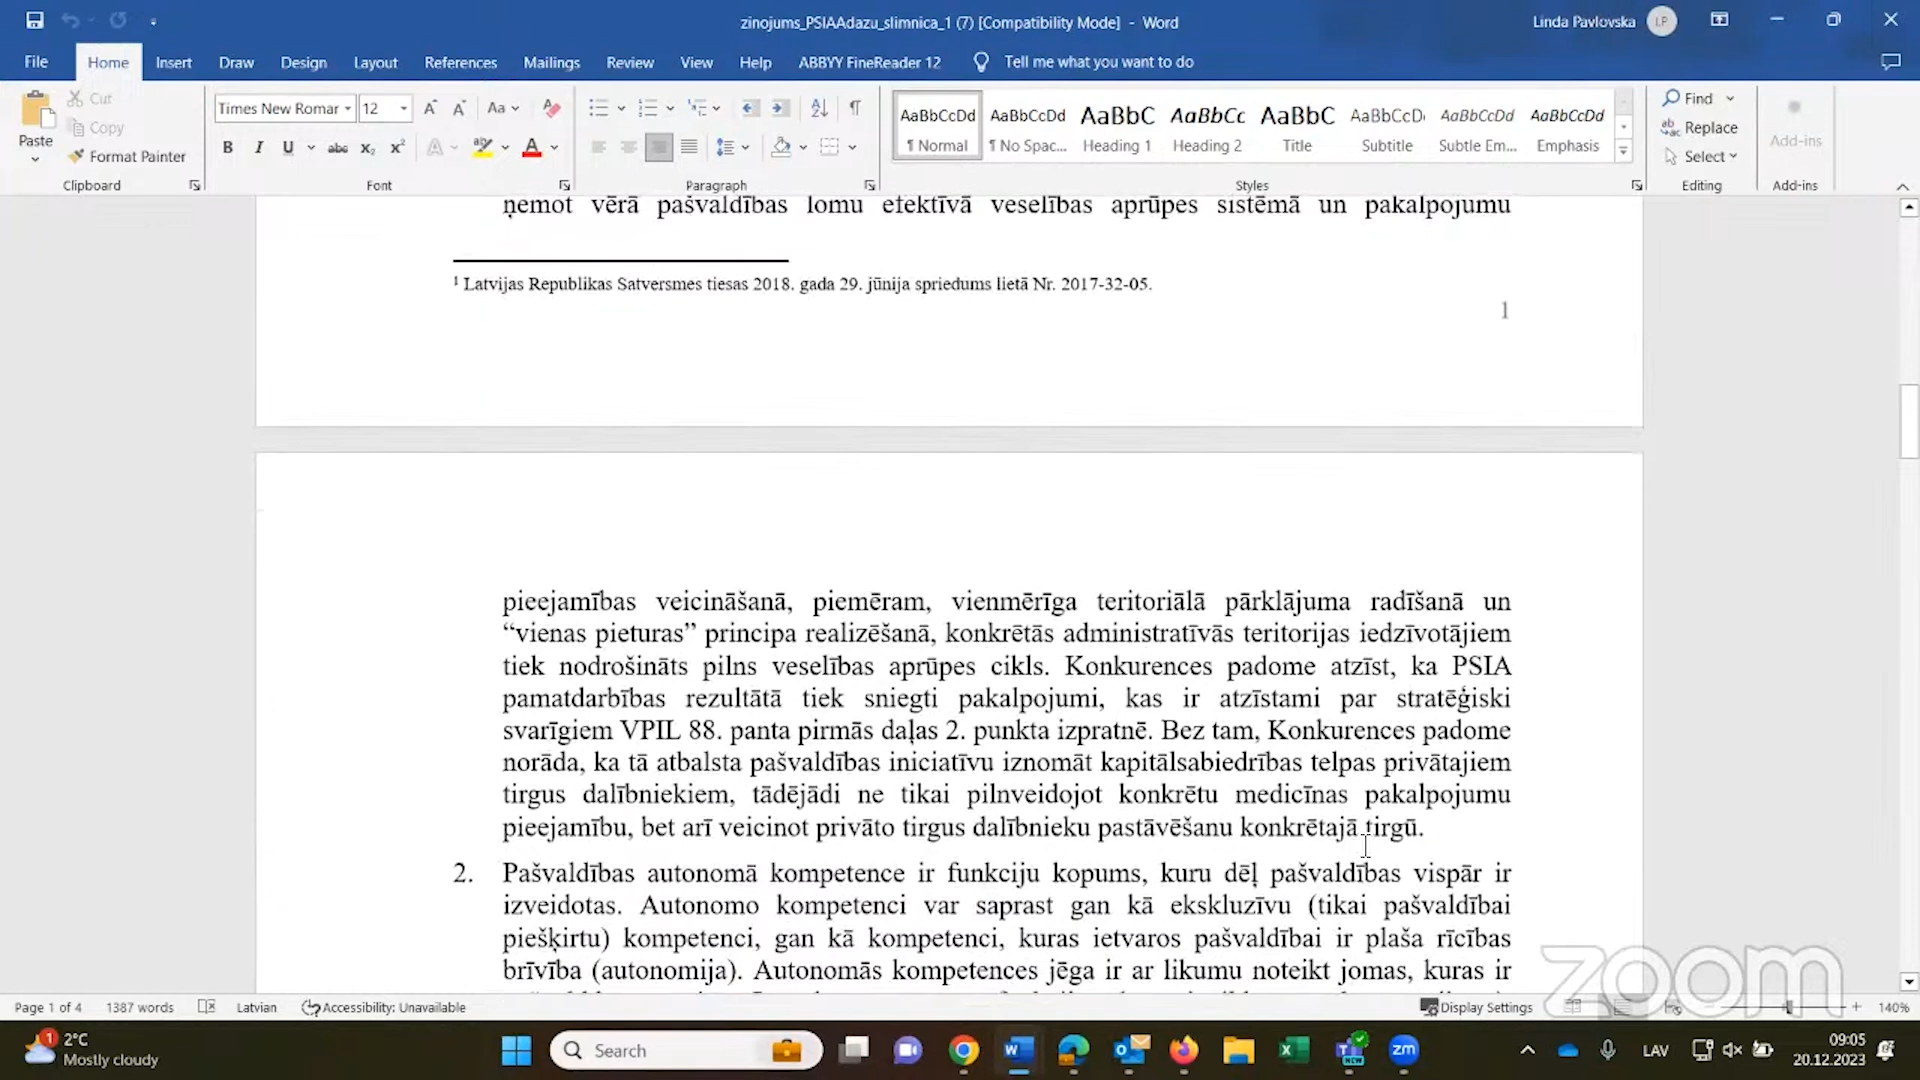 zinojums_PSIAAdazu_slimnica_1 (7) [Compatibility Mode] - Word
Linda Pavlovska
LP
File Home Insert Draw Design Layout References Mailings Review View Help ABBYY FineReader 12 Tell me what you want to do
Paste
Cut
Copy
Format Painter
Clipboard
Times New Romar 12
Font
Paragraph
AaBbCcDd ¶ Normal
AaBbCcDd ¶ No Spac...
AaBbC Heading 1
AaBbCc Heading 2
AaBbC Title
AaBbCcD Subtitle
AaBbCcDd Subtle Em...
AaBbCcDd Emphasis
Styles
Find
Replace
Select
Editing
Add-ins
Add-ins
ņemot vērā pašvaldības lomu efektīvā veselības aprūpes sistēmā un pakalpojumu
¹ Latvijas Republikas Satversmes tiesas 2018. gada 29. jūnija spriedums lietā Nr. 2017-32-05.
1
pieejamības veicināšanā, piemēram, vienmērīga teritoriālā pārklājuma radīšanā un
“vienas pieturas” principa realizēšanā, konkrētās administratīvās teritorijas iedzīvotājiem
tiek nodrošināts pilns veselības aprūpes cikls. Konkurences padome atzīst, ka PSIA
pamatdarbības rezultātā tiek sniegti pakalpojumi, kas ir atzīstami par stratēģiski
svarīgiem VPIL 88. panta pirmās daļas 2. punkta izpratnē. Bez tam, Konkurences padome
norāda, ka tā atbalsta pašvaldības iniciatīvu iznomāt kapitālsabiedrības telpas privātajiem
tirgus dalībniekiem, tādējādi ne tikai pilnveidojot konkrētu medicīnas pakalpojumu
pieejamību, bet arī veicinot privāto tirgus dalībnieku pastāvēšanu konkrētajā tirgū.
2. Pašvaldības autonomā kompetence ir funkciju kopums, kuru dēļ pašvaldības vispār ir
izveidotas. Autonomo kompetenci var saprast gan kā ekskluzīvu (tikai pašvaldībai
piešķirtu) kompetenci, gan kā kompetenci, kuras ietvaros pašvaldībai ir plaša rīcības
brīvība (autonomija). Autonomās kompetences jēga ir ar likumu noteikt jomas, kuras ir
zoom
Page 1 of 4 1387 words Latvian Accessibility: Unavailable Display Settings 140%
2°C
Mostly cloudy
Search
LAV
09:05
20.12.2023